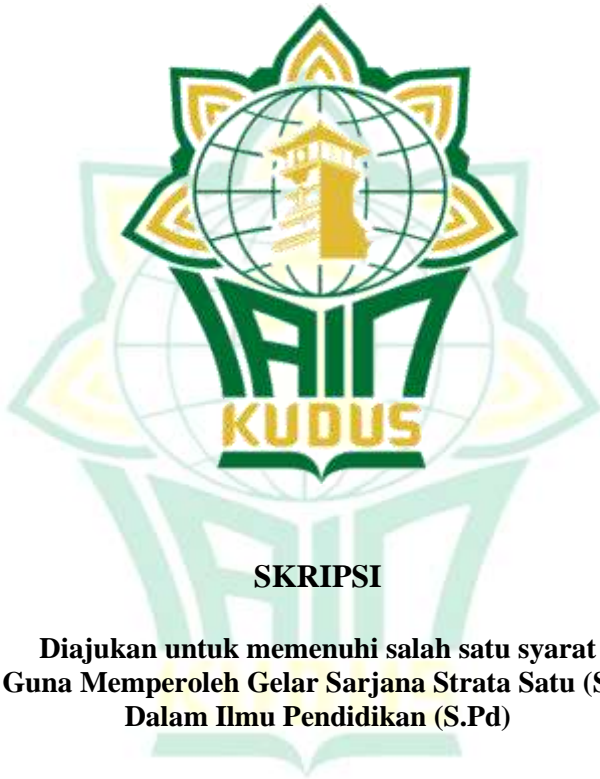 IAIN
KUDUS
SKRIPSI
Diajukan untuk memenuhi salah satu syarat
Guna Memperoleh Gelar Sarjana Strata Satu (S
Dalam Ilmu Pendidikan (S.Pd)